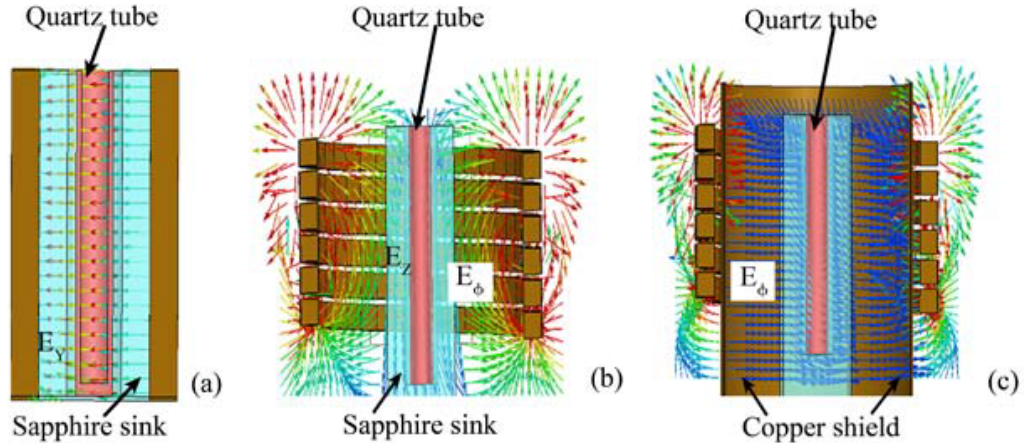 Quartz tube
Quartz tube
Quartz tube
E_Y
(a)
Sapphire sink
E_Z
E_ϕ
(b)
Sapphire sink
E_ϕ
(c)
Copper shield